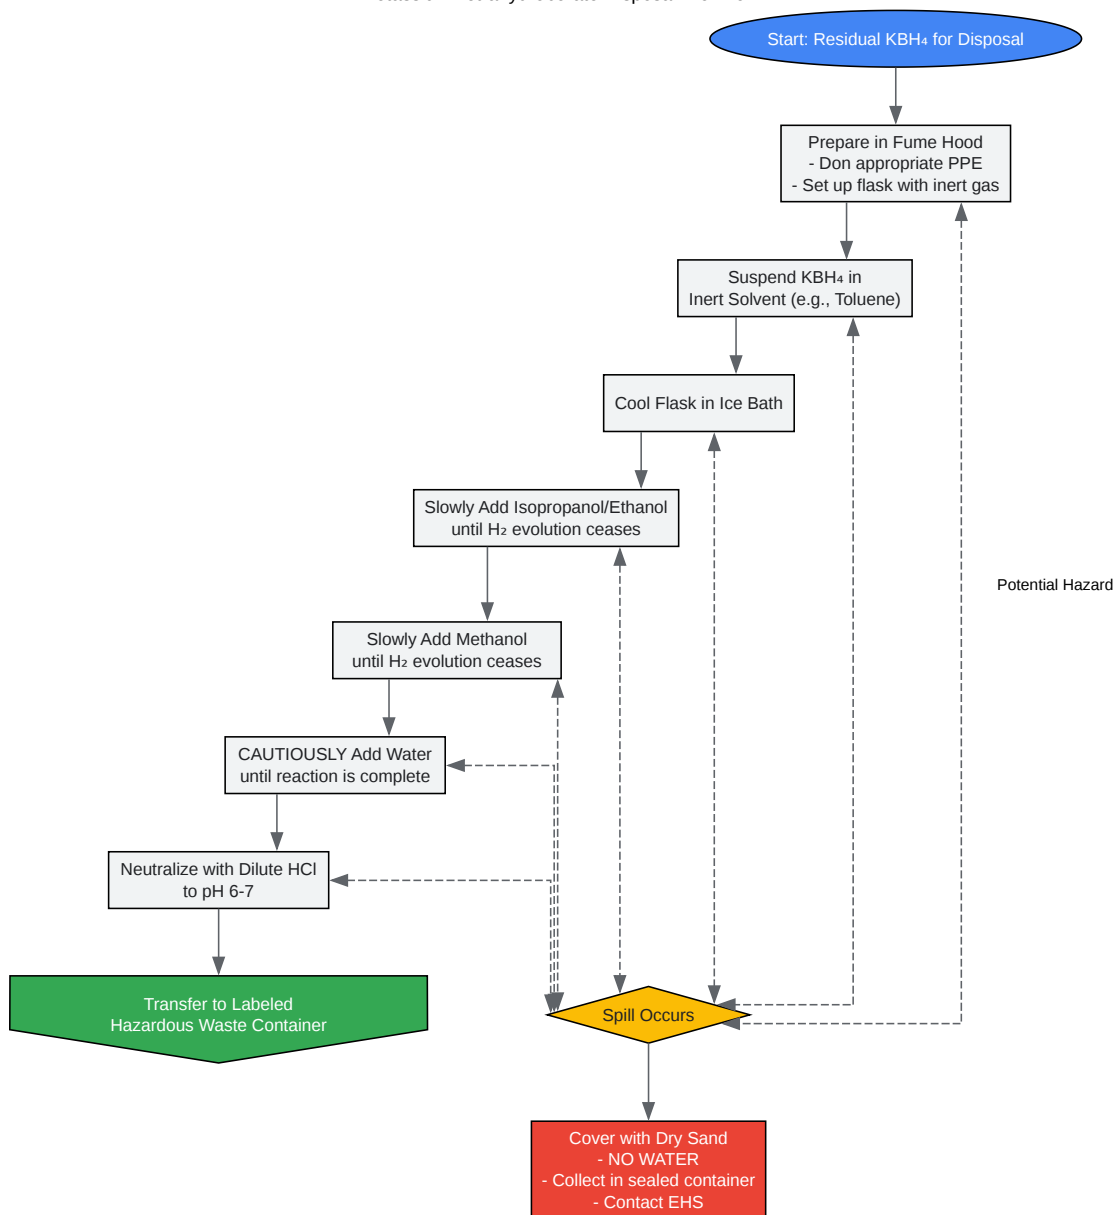 Start: Residual KBH₄ for Disposal
Prepare in Fume Hood
- Don appropriate PPE
- Set up flask with inert gas
Suspend KBH₄ in
Inert Solvent (e.g., Toluene)
Cool Flask in Ice Bath
Slowly Add Isopropanol/Ethanol
until H₂ evolution ceases
Potential Hazard
Slowly Add Methanol
until H₂ evolution ceases
CAUTIOUSLY Add Water
until reaction is complete
Neutralize with Dilute HCl
to pH 6-7
Transfer to Labeled
Hazardous Waste Container
Spill Occurs
Cover with Dry Sand
- NO WATER
- Collect in sealed container
- Contact EHS